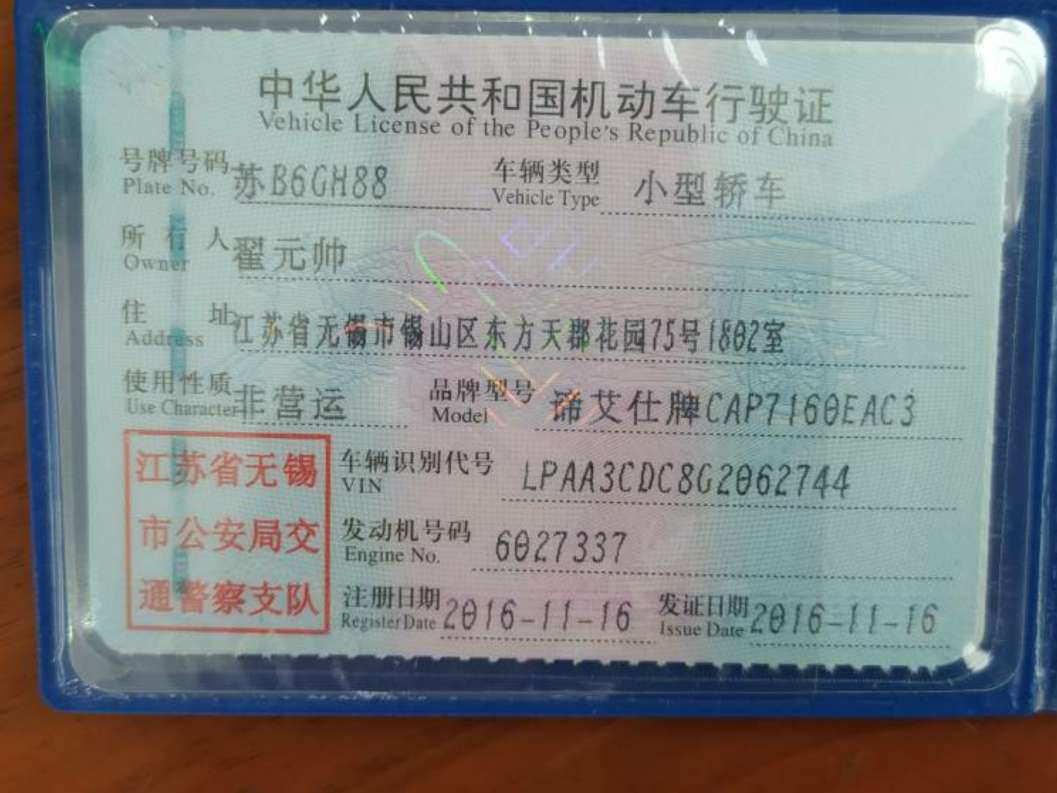 中华人民共和国机动车行驶证
Vehicle License of the People's Republic of China
号牌号码 苏B6GH88 车辆类型 小型轿车
Plate No. Vehicle Type
所行人 翟元帅
Owner
住址 江苏省无锡市锡山区东方天郡花园75号1802室
Address
使用性质 非营运 品牌型号 谛艾仕牌CAP7160EAC3
Use Character Model
江苏省无锡
市公安局交
通警察支队
车辆识别代号 LPAA3CDC8G2062744
VIN
发动机号码 6027337
Engine No.
注册日期 2016-11-16 发证日期 2016-11-16
Register Date Issue Date